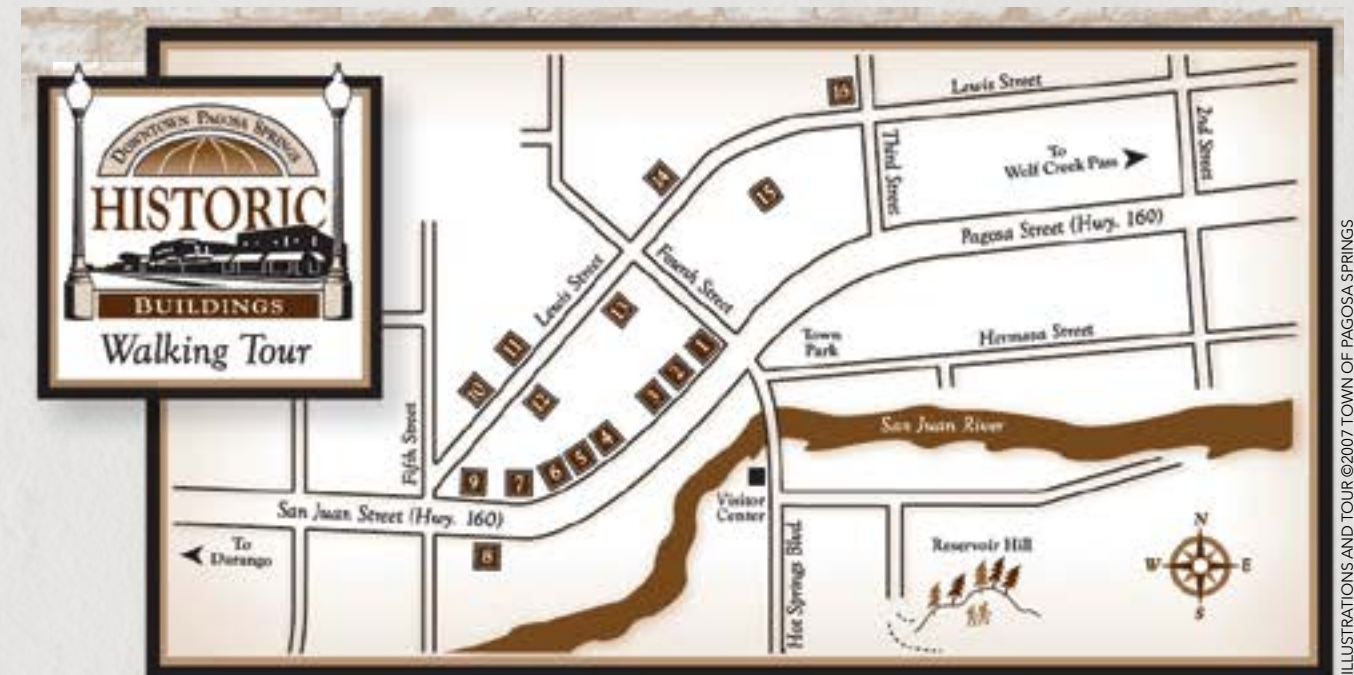 DOWNTOWN PAGOSA SPRINGS
HISTORIC
BUILDINGS
Walking Tour
Lewis Street
16
Third Street
2nd Street
To
Wolf Creek Pass
14
15
Pagosa Street (Hwy. 160)
Lewis Street
Fourth Street
13
11
10
12
1
2
3
Town
Park
Hermosa Street
Fifth Street
4
5
6
7
9
San Juan River
San Juan Street (Hwy. 160)
Visitor
Center
To
Durango
8
Hot Springs Blvd.
Reservoir Hill
N
W
E
S
ILLUSTRATIONS AND TOUR ©2007 TOWN OF PAGOSA SPRINGS